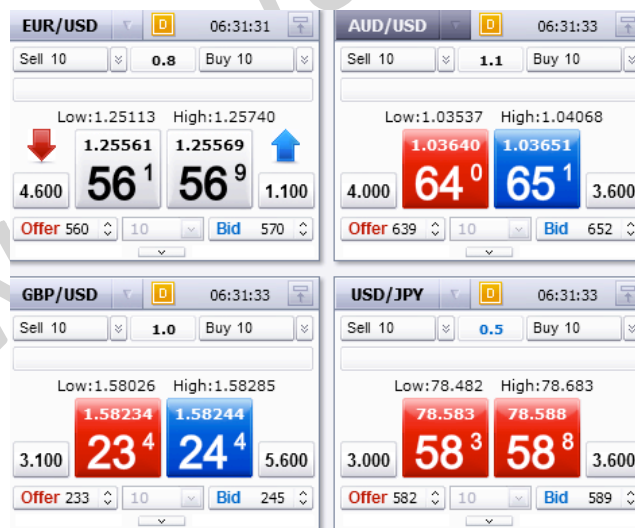 EUR/USD D 06:31:31
Sell 10 0.8 Buy 10
Low:1.25113 High:1.25740
1.25561 1.25569
4.600 56 1 56 9 1.100
Offer 560 10 Bid 570
AUD/USD D 06:31:33
Sell 10 1.1 Buy 10
Low:1.03537 High:1.04068
1.03640 1.03651
4.000 64 0 65 1 3.600
Offer 639 10 Bid 652
GBP/USD D 06:31:33
Sell 10 1.0 Buy 10
Low:1.58026 High:1.58285
1.58234 1.58244
3.100 23 4 24 4 5.600
Offer 233 10 Bid 245
USD/JPY D 06:31:33
Sell 10 0.5 Buy 10
Low:78.482 High:78.683
78.583 78.588
3.000 58 3 58 8 3.600
Offer 582 10 Bid 589